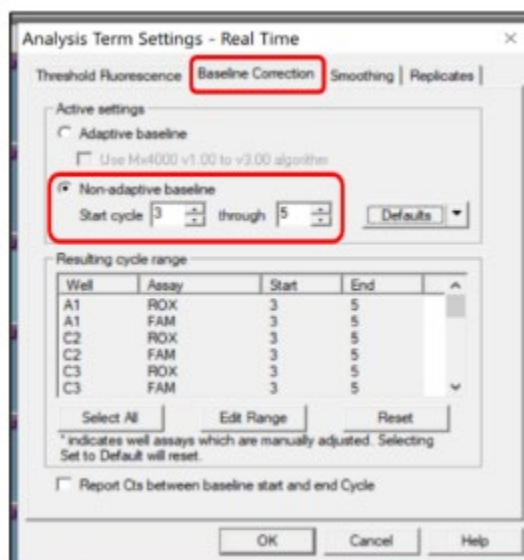 Analysis Term Settings - Real Time
Threshold Fluorescence Baseline Correction Smoothing Replicates
Active settings
Adaptive baseline
Use Mx4000 v1.00 to v3.00 algorithm
Non-adaptive baseline
Start cycle 3 through 5 Defaults
Resulting cycle range
Well Assay Start End
A1 ROX 3 5
A1 FAM 3 5
C2 ROX 3 5
C2 FAM 3 5
C3 ROX 3 5
C3 FAM 3 5
Select All Edit Range Reset
* indicates well assays which are manually adjusted. Selecting
Set to Default will reset.
Report Cts between baseline start and end Cycle
OK Cancel Help